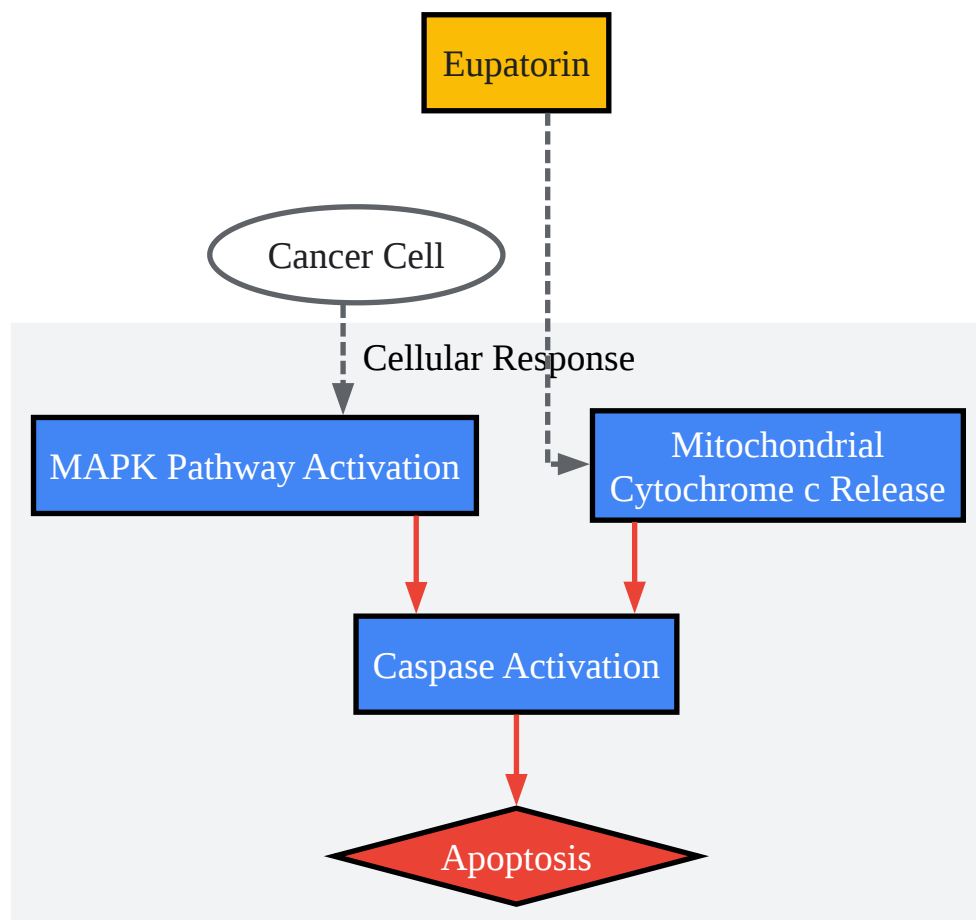 Eupatorin
Cancer Cell
Cellular Response
MAPK Pathway Activation
Mitochondrial
Cytochrome c Release
Caspase Activation
Apoptosis